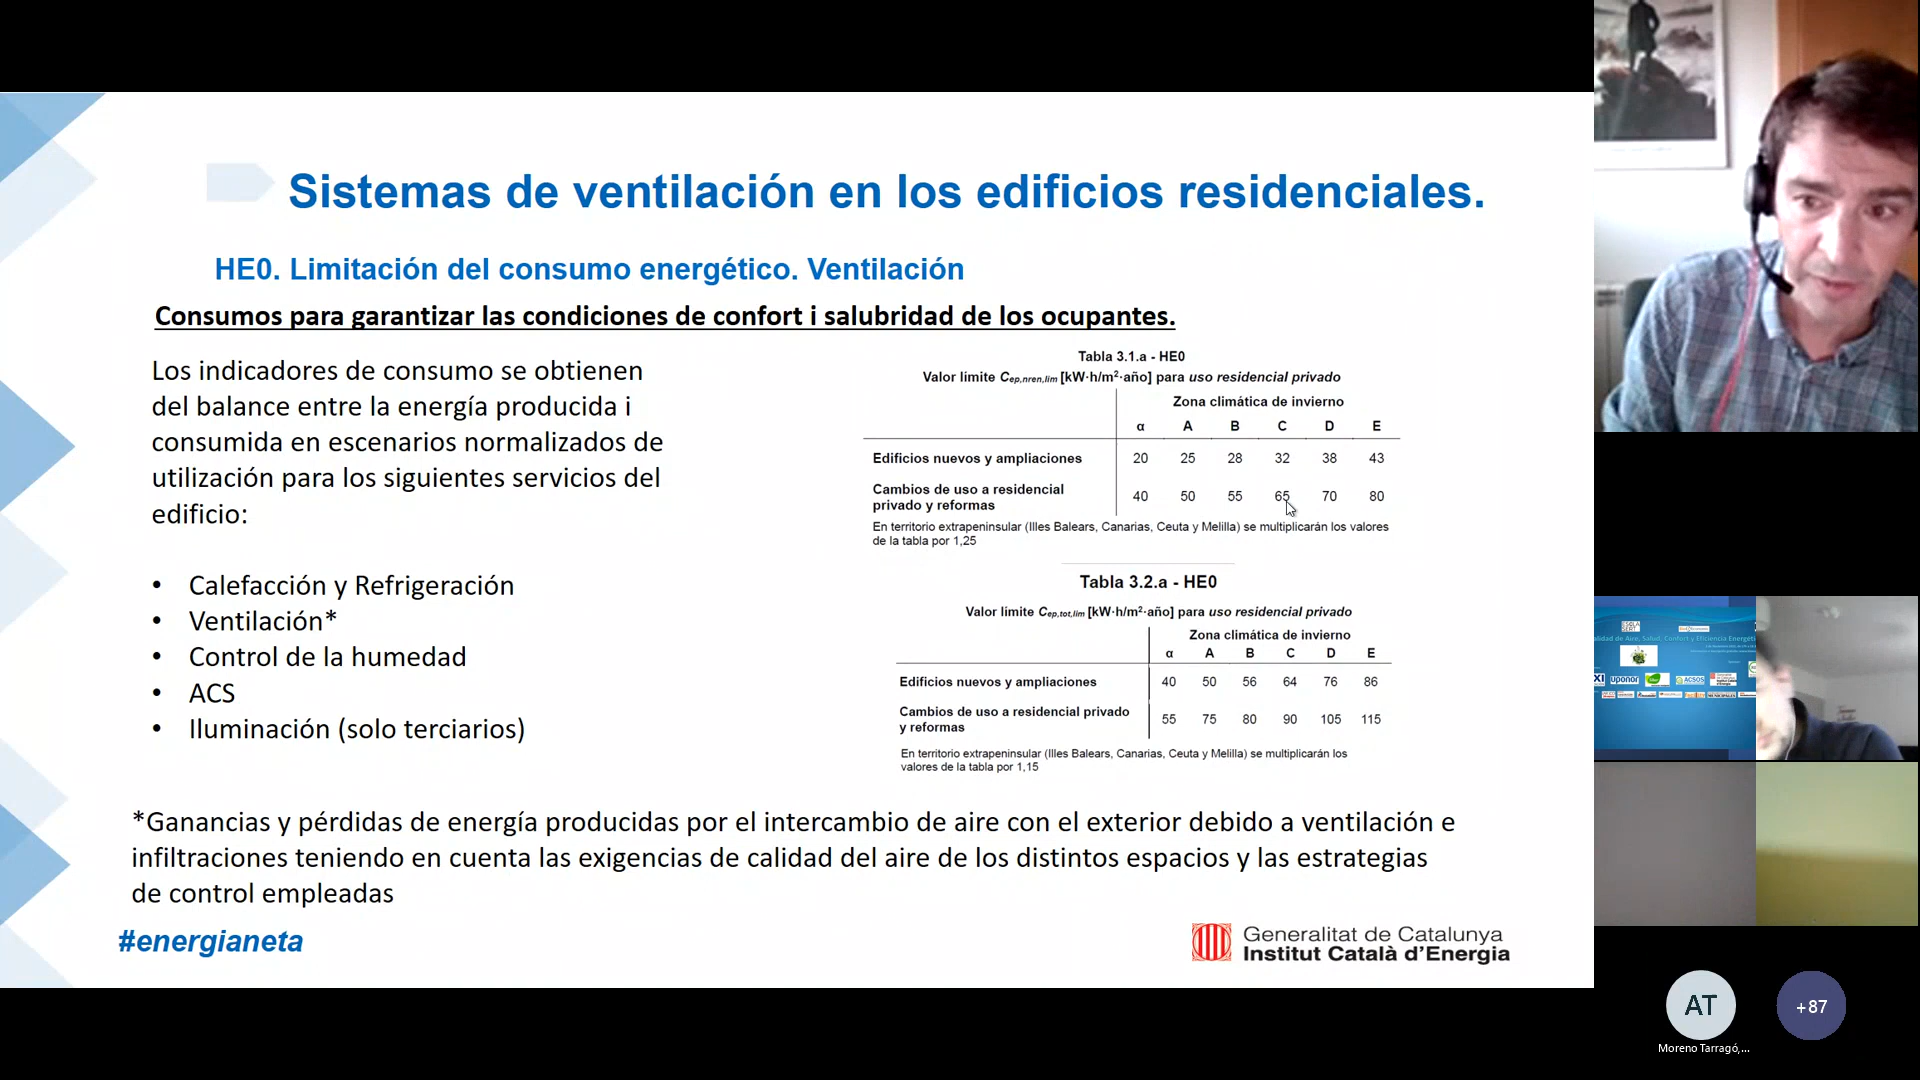 Sistemas de ventilación en los edificios residenciales.
HE0. Limitación del consumo energético. Ventilación
Consumos para garantizar las condiciones de confort i salubridad de los ocupantes.
Los indicadores de consumo se obtienen
del balance entre la energía producida i
consumida en escenarios normalizados de
utilización para los siguientes servicios del
edificio:
• Calefacción y Refrigeración
• Ventilación*
• Control de la humedad
• ACS
• Iluminación (solo terciarios)
Tabla 3.1.a - HE0
Valor límite Cep,nren,lim [kW·h/m²·año] para uso residencial privado
Zona climática de invierno
α A B C D E
Edificios nuevos y ampliaciones 20 25 28 32 38 43
Cambios de uso a residencial
privado y reformas 40 50 55 65 70 80
En territorio extrapeninsular (Illes Balears, Canarias, Ceuta y Melilla) se multiplicarán los valores
de la tabla por 1,25
Tabla 3.2.a - HE0
Valor límite Cep,tot,lim [kW·h/m²·año] para uso residencial privado
Zona climática de invierno
α A B C D E
Edificios nuevos y ampliaciones 40 50 56 64 76 86
Cambios de uso a residencial privado
y reformas 55 75 80 90 105 115
En territorio extrapeninsular (Illes Balears, Canarias, Ceuta y Melilla) se multiplicarán los
valores de la tabla por 1,15
*Ganancias y pérdidas de energía producidas por el intercambio de aire con el exterior debido a ventilación e
infiltraciones teniendo en cuenta las exigencias de calidad del aire de los distintos espacios y las estrategias
de control empleadas
#energianeta
Generalitat de Catalunya
Institut Català d'Energia
alidad de Aire, Salud, Confort y Eficiencia Energéti
uponor
ACSOS
AT
+87
Moreno Tarragó,...